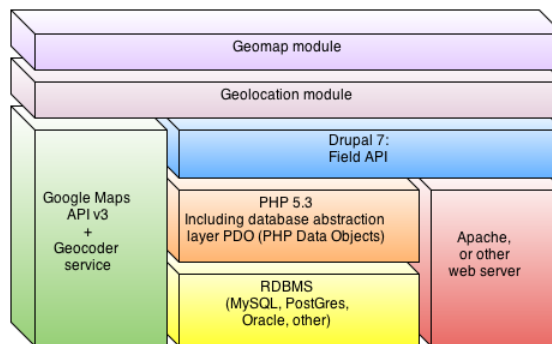 Geomap module
Geolocation module
Drupal 7:
Field API
Google Maps
API v3
+
Geocoder
service
PHP 5.3
Including database abstraction
layer PDO (PHP Data Objects)
Apache,
or other
web server
RDBMS
(MySQL, PostGres,
Oracle, other)